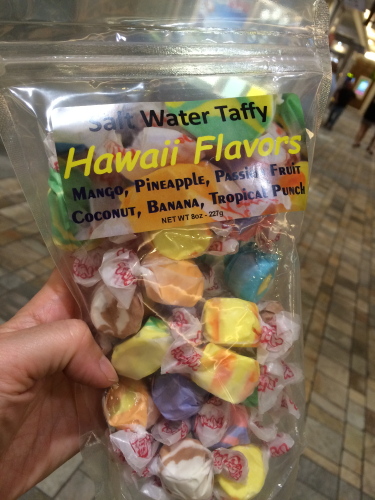 Salt Water Taffy
Hawaii Flavors
Mango, Pineapple, Passion Fruit
Coconut, Banana, Tropical Punch
NET WT 8oz - 227g